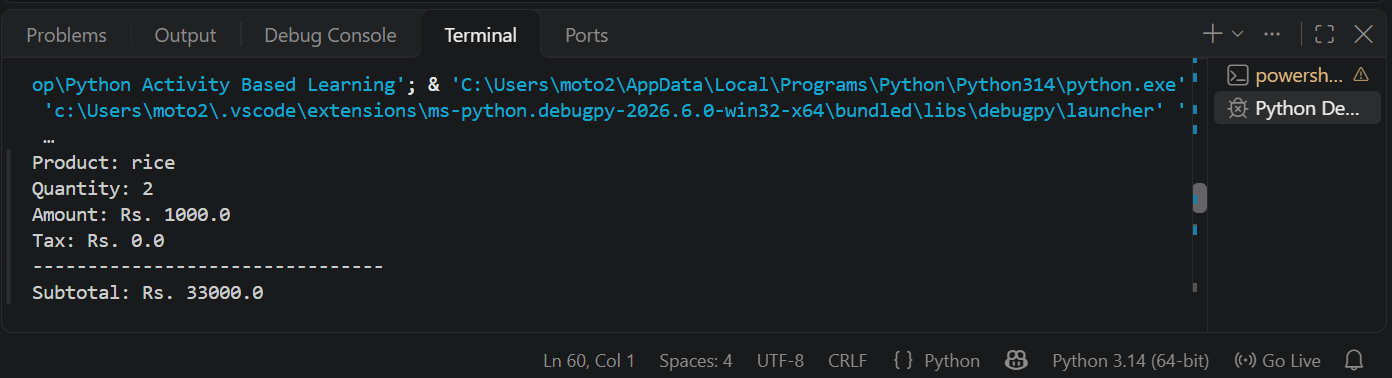 Problems Output Debug Console Terminal Ports
op\Python Activity Based Learning'; & 'C:\Users\moto2\AppData\Local\Programs\Python\Python314\python.exe'
'c:\Users\moto2\.vscode\extensions\ms-python.debugpy-2026.6.0-win32-x64\bundled\libs\debugpy\launcher' '
…
Product: rice
Quantity: 2
Amount: Rs. 1000.0
Tax: Rs. 0.0
--------------------------------
Subtotal: Rs. 33000.0
powersh...
Python De...
Ln 60, Col 1 Spaces: 4 UTF-8 CRLF {} Python Python 3.14 (64-bit) Go Live